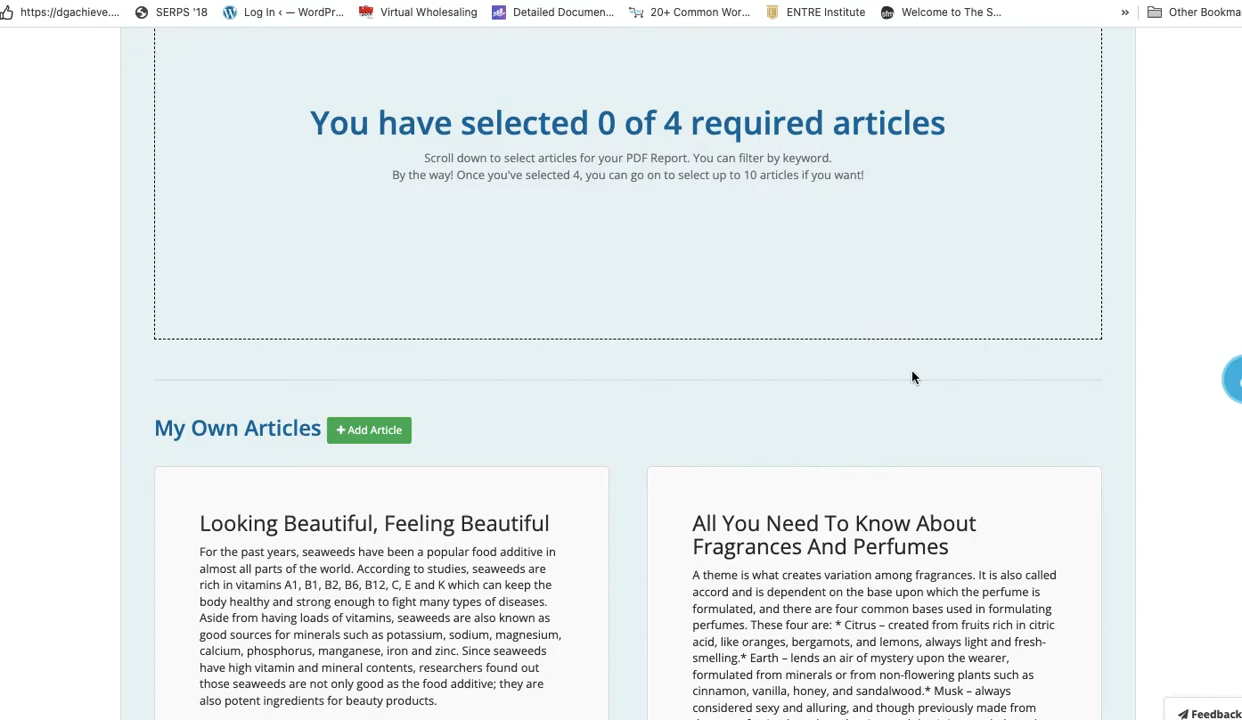 https://dgachieve.... SERPS '18 Log In ‹ — WordPr... Virtual Wholesaling Detailed Documen... 20+ Common Wor... ENTRE Institute Welcome to The S... » Other Bookma
You have selected 0 of 4 required articles
Scroll down to select articles for your PDF Report. You can filter by keyword.
By the way! Once you've selected 4, you can go on to select up to 10 articles if you want!
My Own Articles + Add Article
Looking Beautiful, Feeling Beautiful
For the past years, seaweeds have been a popular food additive in
almost all parts of the world. According to studies, seaweeds are
rich in vitamins A1, B1, B2, B6, B12, C, E and K which can keep the
body healthy and strong enough to fight many types of diseases.
Aside from having loads of vitamins, seaweeds are also known as
good sources for minerals such as potassium, sodium, magnesium,
calcium, phosphorus, manganese, iron and zinc. Since seaweeds
have high vitamin and mineral contents, researchers found out
those seaweeds are not only good as the food additive; they are
also potent ingredients for beauty products.
All You Need To Know About
Fragrances And Perfumes
A theme is what creates variation among fragrances. It is also called
accord and is dependent on the base upon which the perfume is
formulated, and there are four common bases used in formulating
perfumes. These four are: * Citrus – created from fruits rich in citric
acid, like oranges, bergamots, and lemons, always light and fresh-
smelling.* Earth – lends an air of mystery upon the wearer,
formulated from minerals or from non-flowering plants such as
cinnamon, vanilla, honey, and sandalwood.* Musk – always
considered sexy and alluring, and though previously made from
Feedback